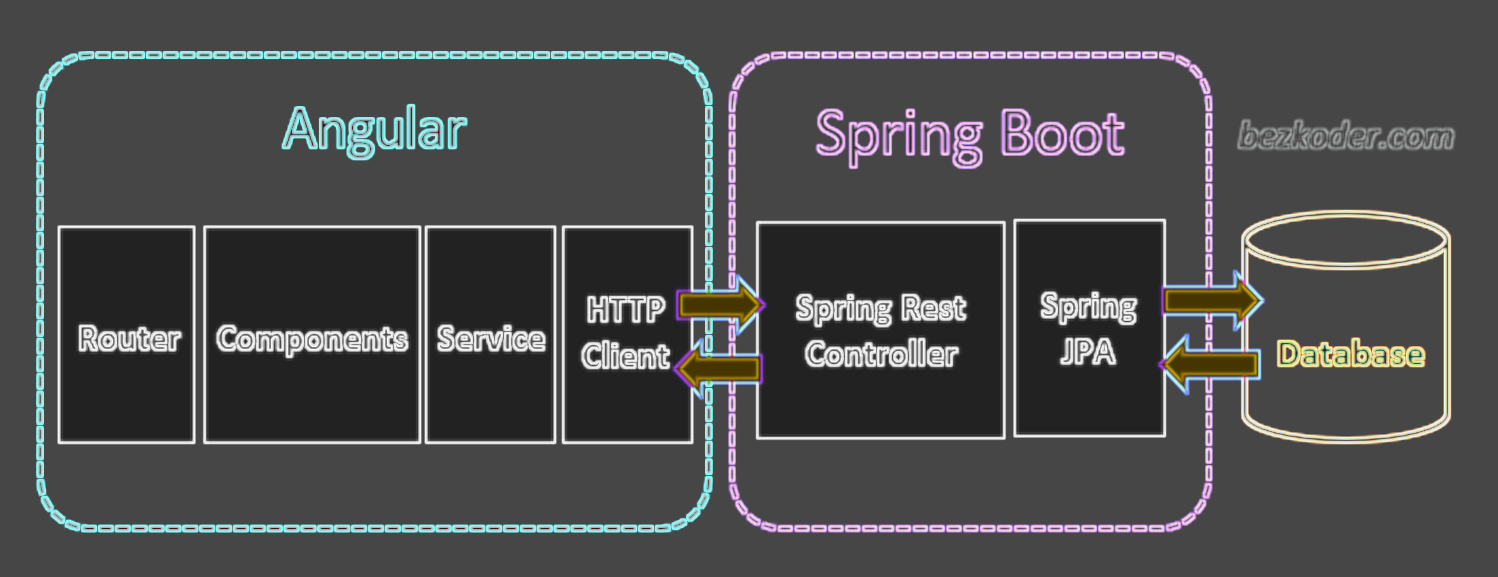 Angular
Spring Boot
bezkoder.com
Router
Components
Service
HTTP
Client
Spring Rest
Controller
Spring
JPA
Database